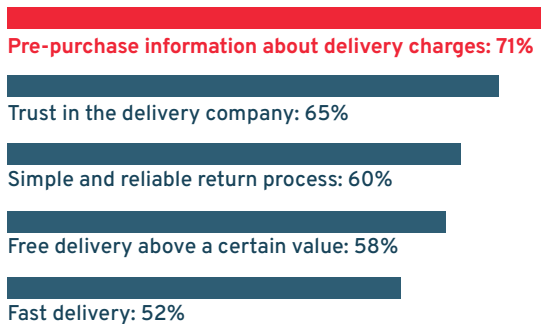 Pre-purchase information about delivery charges: 71%
Trust in the delivery company: 65%
Simple and reliable return process: 60%
Free delivery above a certain value: 58%
Fast delivery: 52%